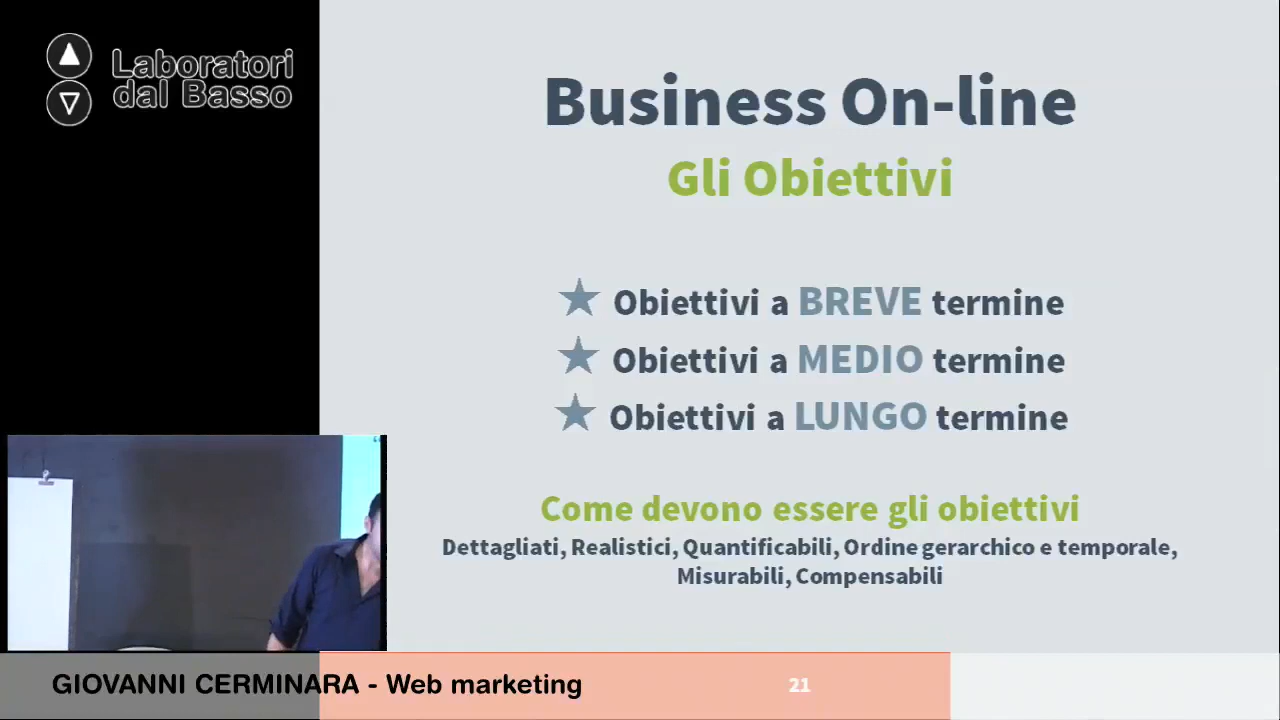 Laboratori
dal Basso
Business On-line
Gli Obiettivi
★ Obiettivi a BREVE termine
★ Obiettivi a MEDIO termine
★ Obiettivi a LUNGO termine
Come devono essere gli obiettivi
Dettagliati, Realistici, Quantificabili, Ordine gerarchico e temporale,
Misurabili, Compensabili
GIOVANNI CERMINARA - Web marketing
21